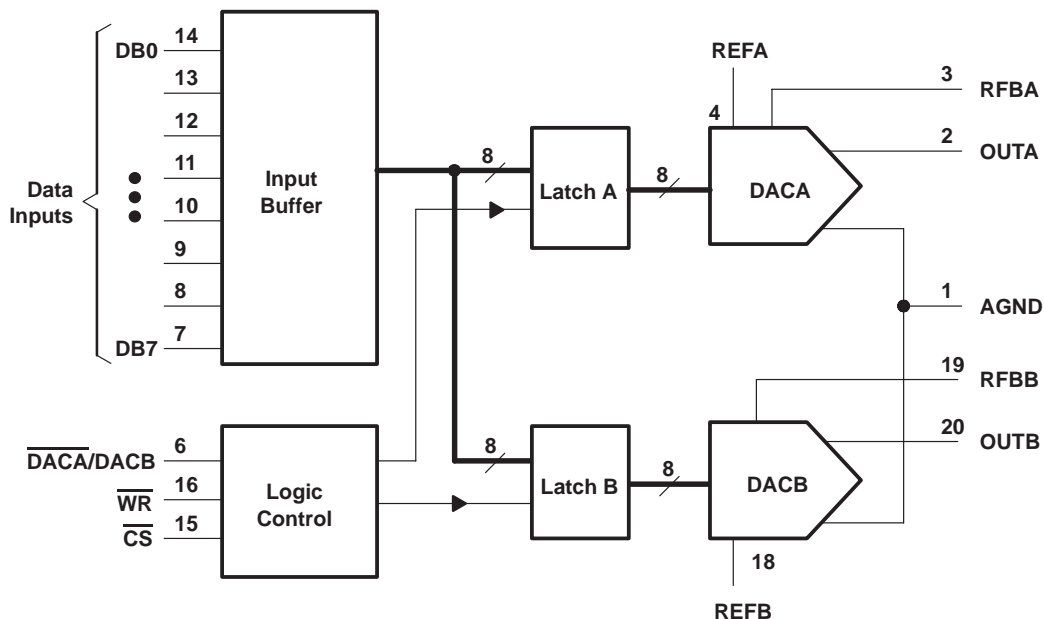 DB0
14
13
12
11
10
9
8
7
DB7
Data
Inputs
Input
Buffer
8
Latch A
8
REFA
4
DACA
3
RFBA
2
OUTA
1
AGND
19
RFBB
20
OUTB
6
DACA/DACB
16
WR
15
CS
Logic
Control
8
Latch B
8
DACB
18
REFB